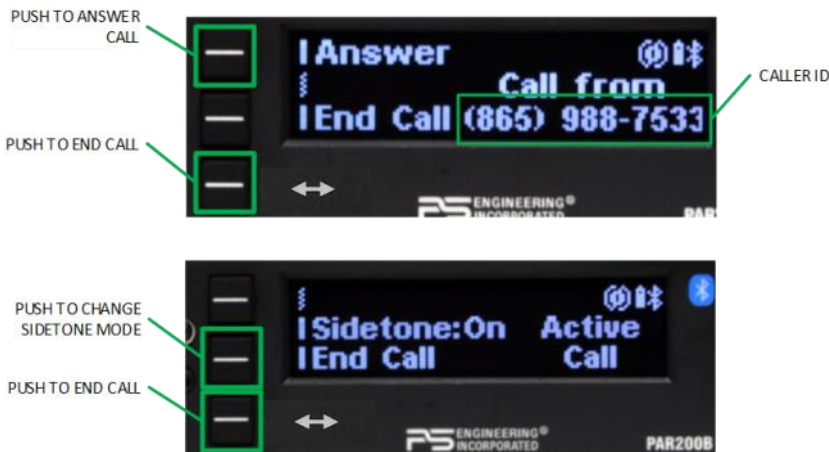 PUSH TO ANSWER
CALL
Answer
Call from
End Call (865) 988-7533
CALLER ID
PUSH TO END CALL
PS ENGINEERING®
INCORPORATED
Sidetone:On Active
End Call Call
PUSH TO CHANGE
SIDETONE MODE
PUSH TO END CALL
PS ENGINEERING®
INCORPORATED
PAR200B